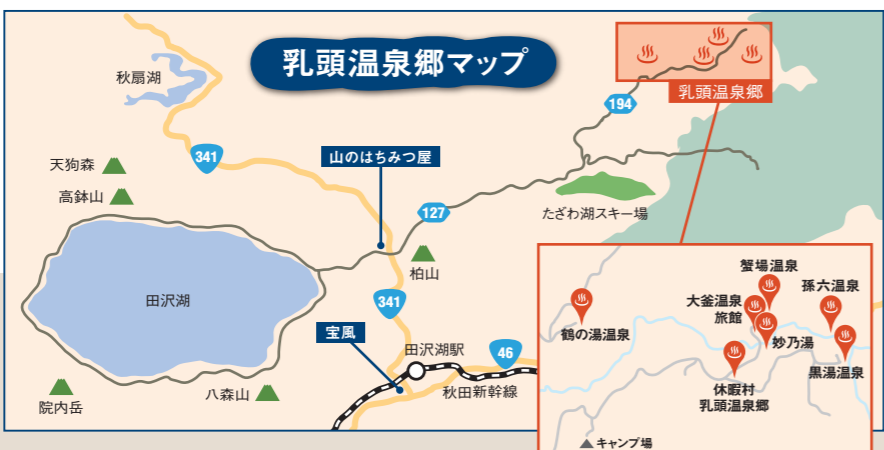 乳頭温泉郷マップ
秋扇湖
341
天狗森
高鉢山
山のはちみつ屋
127
194
乳頭温泉郷
たざわ湖スキー場
柏山
田沢湖
341
宝風
田沢湖駅
46
秋田新幹線
院内岳
八森山
蟹場温泉
孫六温泉
大釜温泉
旅館
鶴の湯温泉
妙乃湯
黒湯温泉
休暇村
乳頭温泉郷
キャンプ場